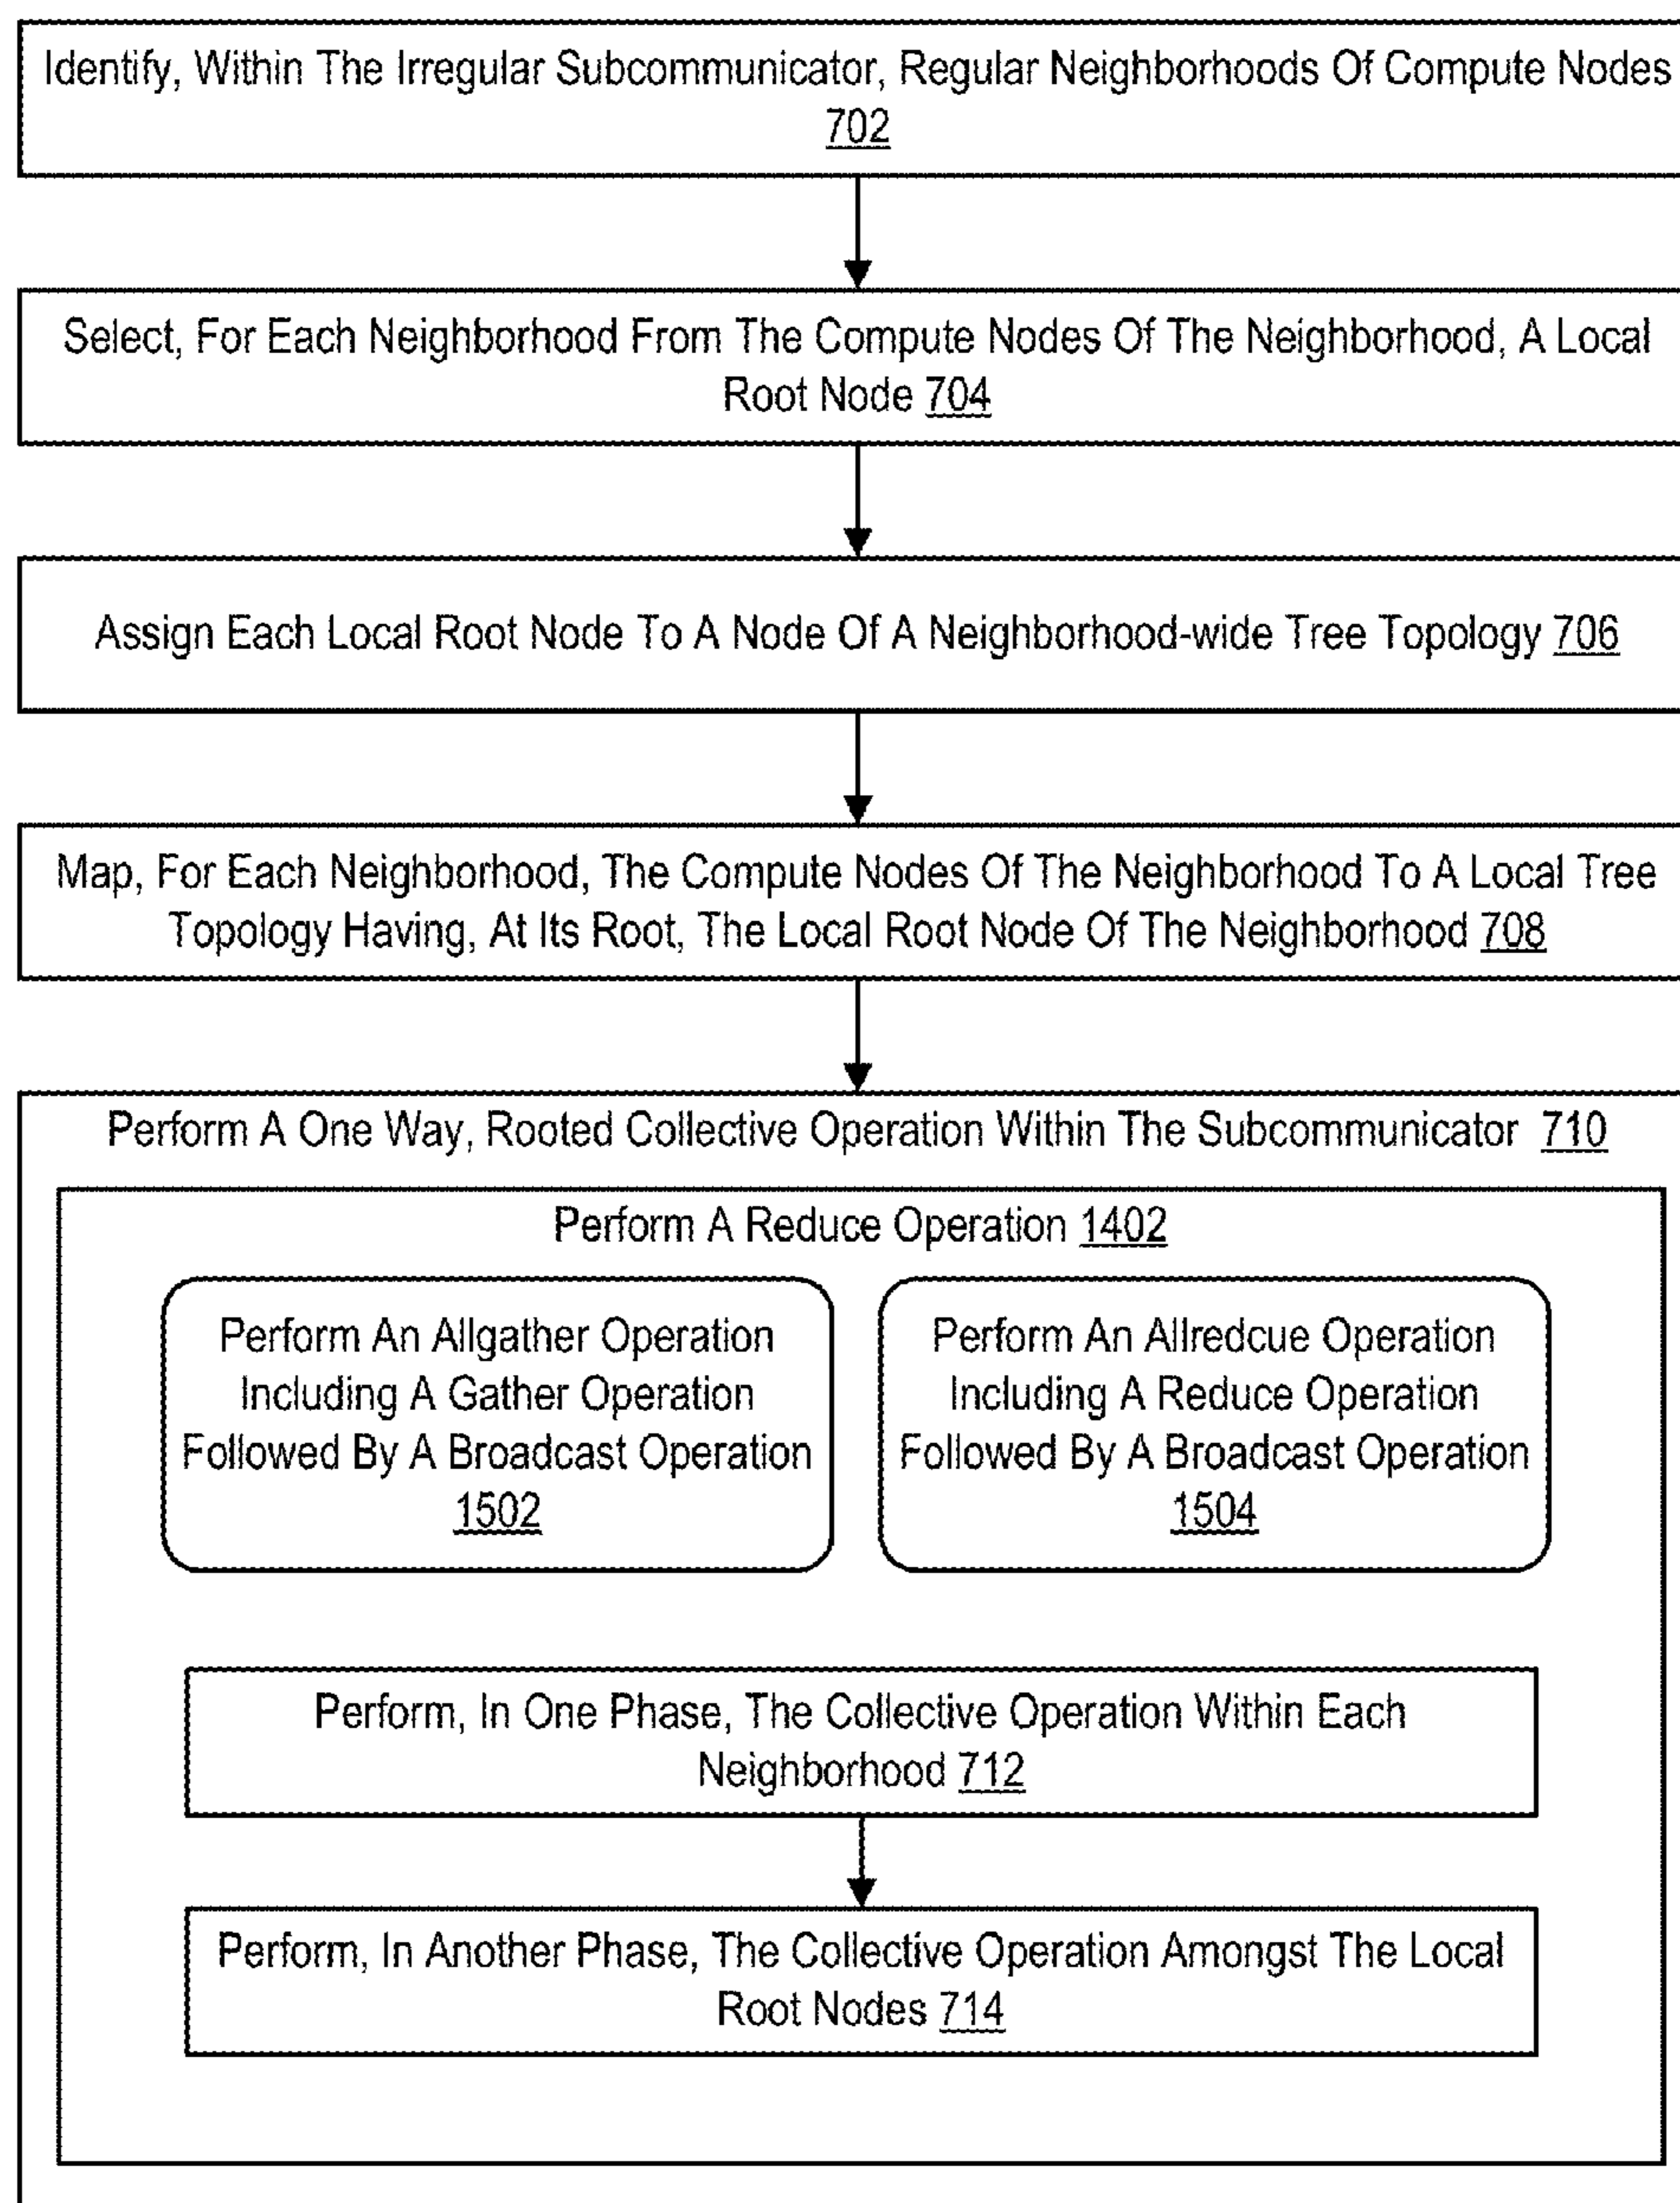 Identify, Within The Irregular Subcommunicator, Regular Neighborhoods Of Compute Nodes
702
Select, For Each Neighborhood From The Compute Nodes Of The Neighborhood, A Local
Root Node 704
Assign Each Local Root Node To A Node Of A Neighborhood-wide Tree Topology 706
Map, For Each Neighborhood, The Compute Nodes Of The Neighborhood To A Local Tree
Topology Having, At Its Root, The Local Root Node Of The Neighborhood 708
Perform A One Way, Rooted Collective Operation Within The Subcommunicator 710
Perform A Reduce Operation 1402
Perform An Allgather Operation
Including A Gather Operation
Followed By A Broadcast Operation
1502
Perform An Allredcue Operation
Including A Reduce Operation
Followed By A Broadcast Operation
1504
Perform, In One Phase, The Collective Operation Within Each
Neighborhood 712
Perform, In Another Phase, The Collective Operation Amongst The Local
Root Nodes 714